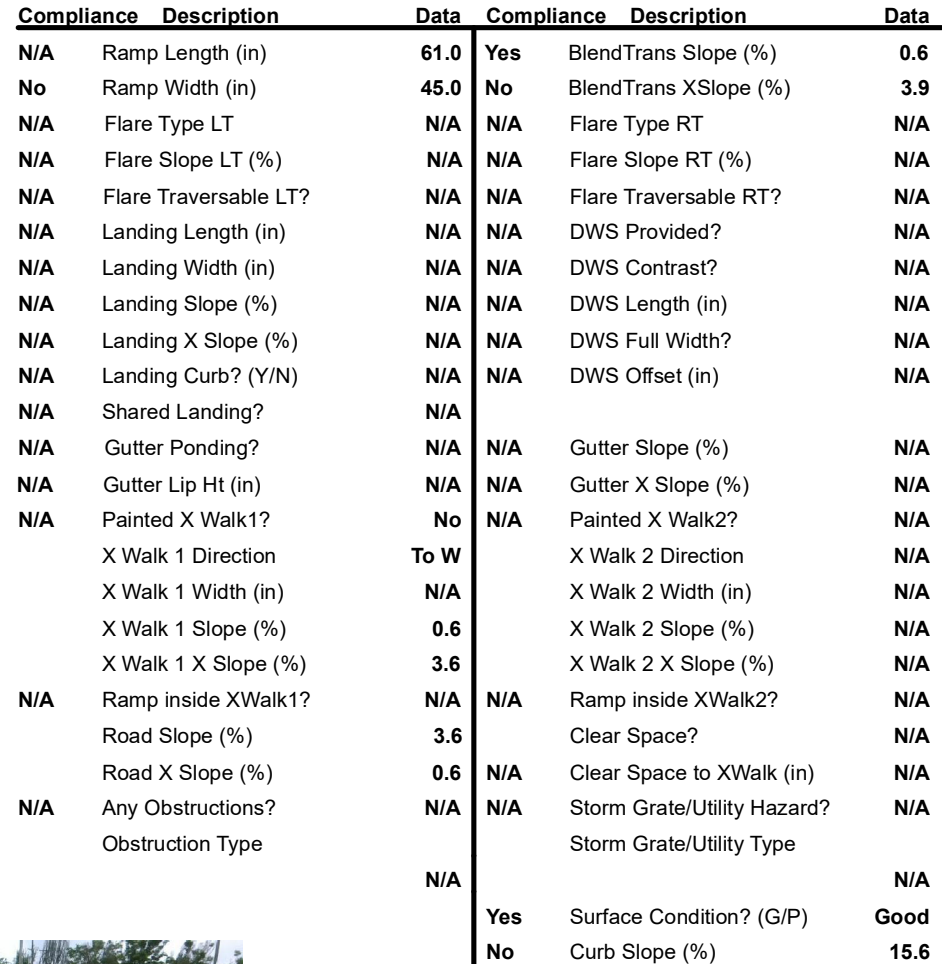 Compliance Description Data Compliance Description Data
N/A Ramp Length (in) 61.0 Yes BlendTrans Slope (%) 0.6
No Ramp Width (in) 45.0 No BlendTrans XSlope (%) 3.9
N/A Flare Type LT N/A N/A Flare Type RT N/A
N/A Flare Slope LT (%) N/A N/A Flare Slope RT (%) N/A
N/A Flare Traversable LT? N/A N/A Flare Traversable RT? N/A
N/A Landing Length (in) N/A N/A DWS Provided? N/A
N/A Landing Width (in) N/A N/A DWS Contrast? N/A
N/A Landing Slope (%) N/A N/A DWS Length (in) N/A
N/A Landing X Slope (%) N/A N/A DWS Full Width? N/A
N/A Landing Curb? (Y/N) N/A N/A DWS Offset (in) N/A
N/A Shared Landing? N/A
N/A Gutter Ponding? N/A N/A Gutter Slope (%) N/A
N/A Gutter Lip Ht (in) N/A N/A Gutter X Slope (%) N/A
N/A Painted X Walk1? No N/A Painted X Walk2? N/A
X Walk 1 Direction To W X Walk 2 Direction N/A
X Walk 1 Width (in) N/A X Walk 2 Width (in) N/A
X Walk 1 Slope (%) 0.6 X Walk 2 Slope (%) N/A
X Walk 1 X Slope (%) 3.6 X Walk 2 X Slope (%) N/A
N/A Ramp inside XWalk1? N/A N/A Ramp inside XWalk2? N/A
Road Slope (%) 3.6 Clear Space? N/A
Road X Slope (%) 0.6 N/A Clear Space to XWalk (in) N/A
N/A Any Obstructions? N/A N/A Storm Grate/Utility Hazard? N/A
Obstruction Type Storm Grate/Utility Type
N/A N/A
Yes Surface Condition? (G/P) Good
No Curb Slope (%) 15.6